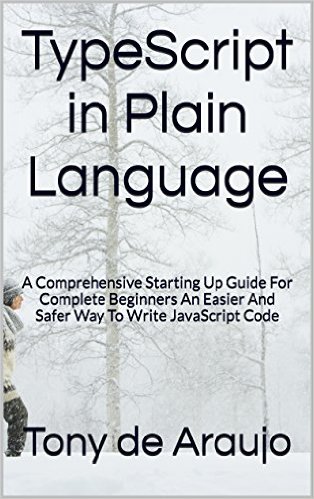 TypeScript
in Plain
Language
A Comprehensive Starting Up Guide For
Complete Beginners An Easier And
Safer Way To Write JavaScript Code
Tony de Araujo